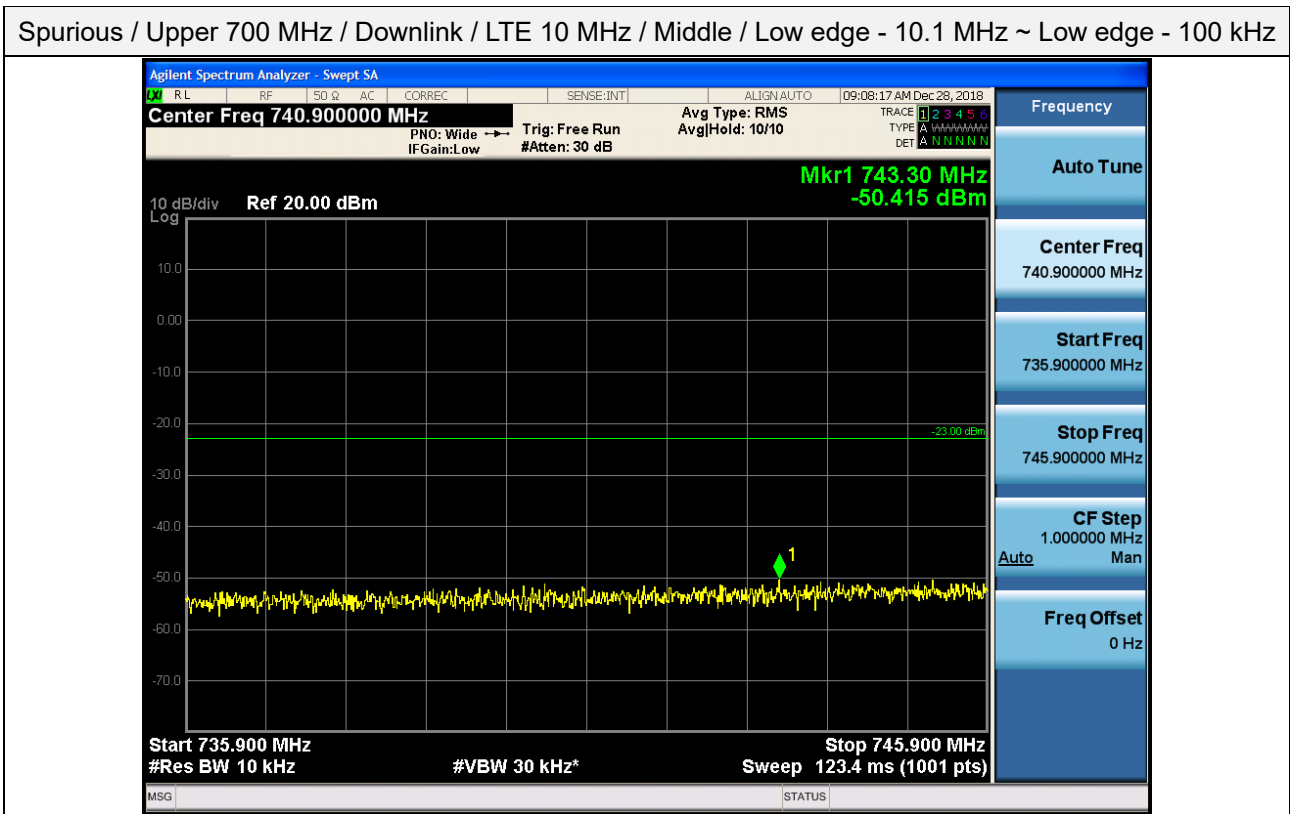 Spurious / Upper 700 MHz / Downlink / LTE 10 MHz / Middle / Low edge - 10.1 MHz ~ Low edge - 100 kHz
Agilent Spectrum Analyzer - Swept SA
LXI RL RF 50 Ω AC CORREC SENSE:INT ALIGN AUTO 09:08:17 AM Dec 28, 2018
Center Freq 740.900000 MHz
PNO: Wide
IFGain:Low
Trig: Free Run
#Atten: 30 dB
Avg Type: RMS
Avg|Hold: 10/10
TRACE 1 2 3 4 5 6
TYPE A WWWWW
DET A N N N N N
Mkr1 743.30 MHz
-50.415 dBm
10 dB/div Ref 20.00 dBm
Log
10.0
0.00
-10.0
-20.0
-23.00 dBm
-30.0
-40.0
1
-50.0
-60.0
-70.0
Start 735.900 MHz Stop 745.900 MHz
#Res BW 10 kHz #VBW 30 kHz* Sweep 123.4 ms (1001 pts)
MSG STATUS
Frequency
Auto Tune
Center Freq
740.900000 MHz
Start Freq
735.900000 MHz
Stop Freq
745.900000 MHz
CF Step
1.000000 MHz
Auto Man
Freq Offset
0 Hz